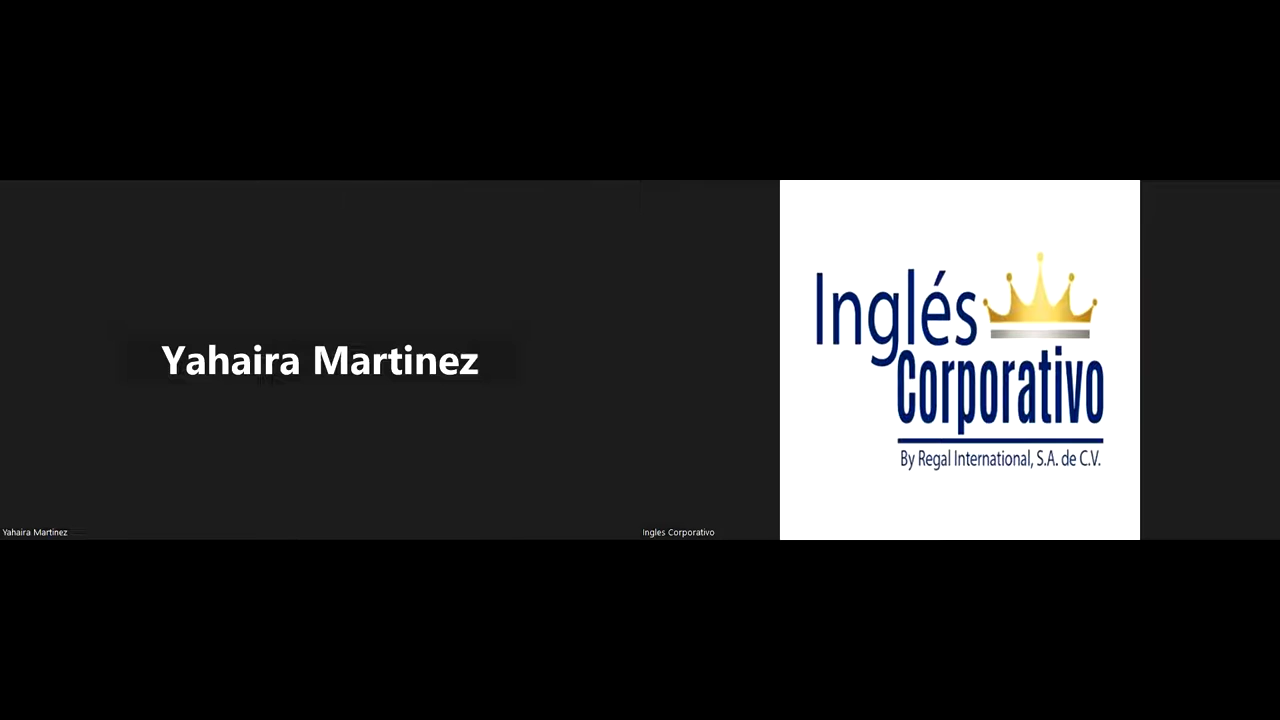 Yahaira Martinez
Yahaira Martinez
Inglés
Corporativo
By Regal International, S.A. de C.V.
Ingles Corporativo